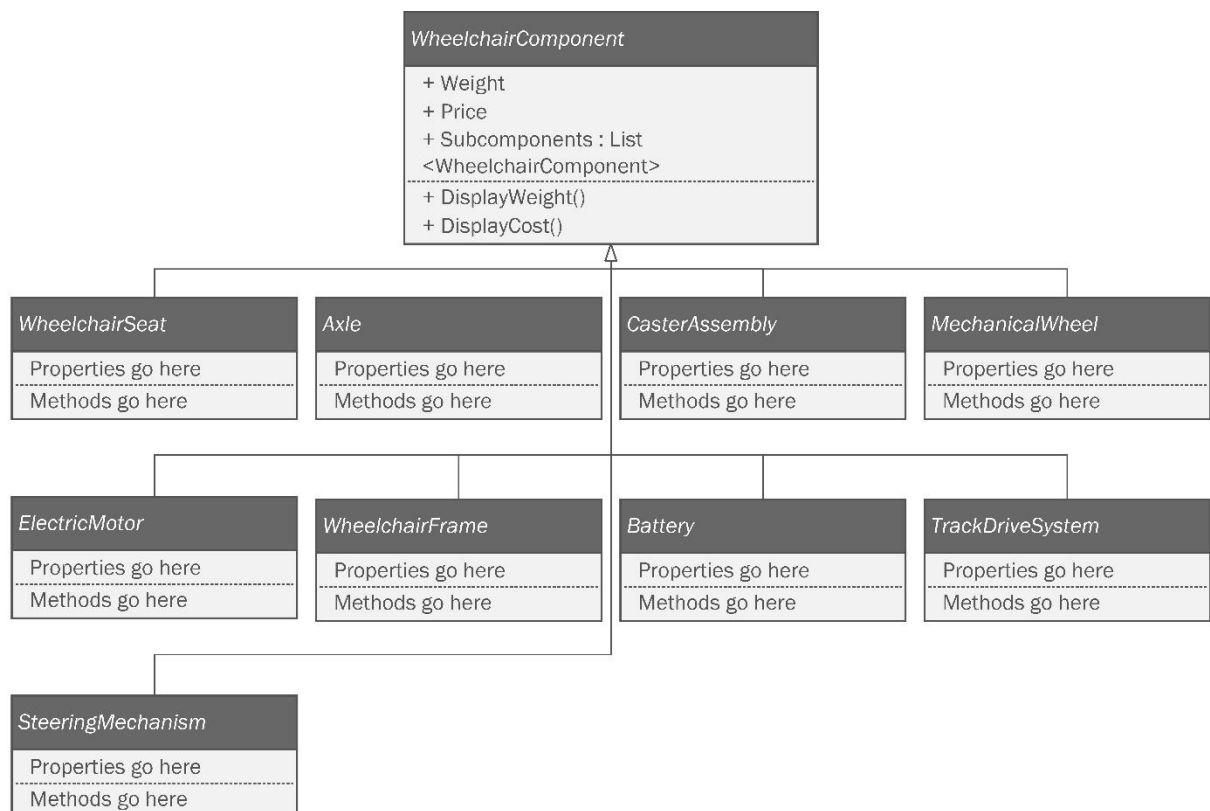 WheelchairComponent
+ Weight
+ Price
+ Subcomponents : List
<WheelchairComponent>
+ DisplayWeight()
+ DisplayCost()
WheelchairSeat
Properties go here
Methods go here
Axle
Properties go here
Methods go here
CasterAssembly
Properties go here
Methods go here
MechanicalWheel
Properties go here
Methods go here
ElectricMotor
Properties go here
Methods go here
WheelchairFrame
Properties go here
Methods go here
Battery
Properties go here
Methods go here
TrackDriveSystem
Properties go here
Methods go here
SteeringMechanism
Properties go here
Methods go here